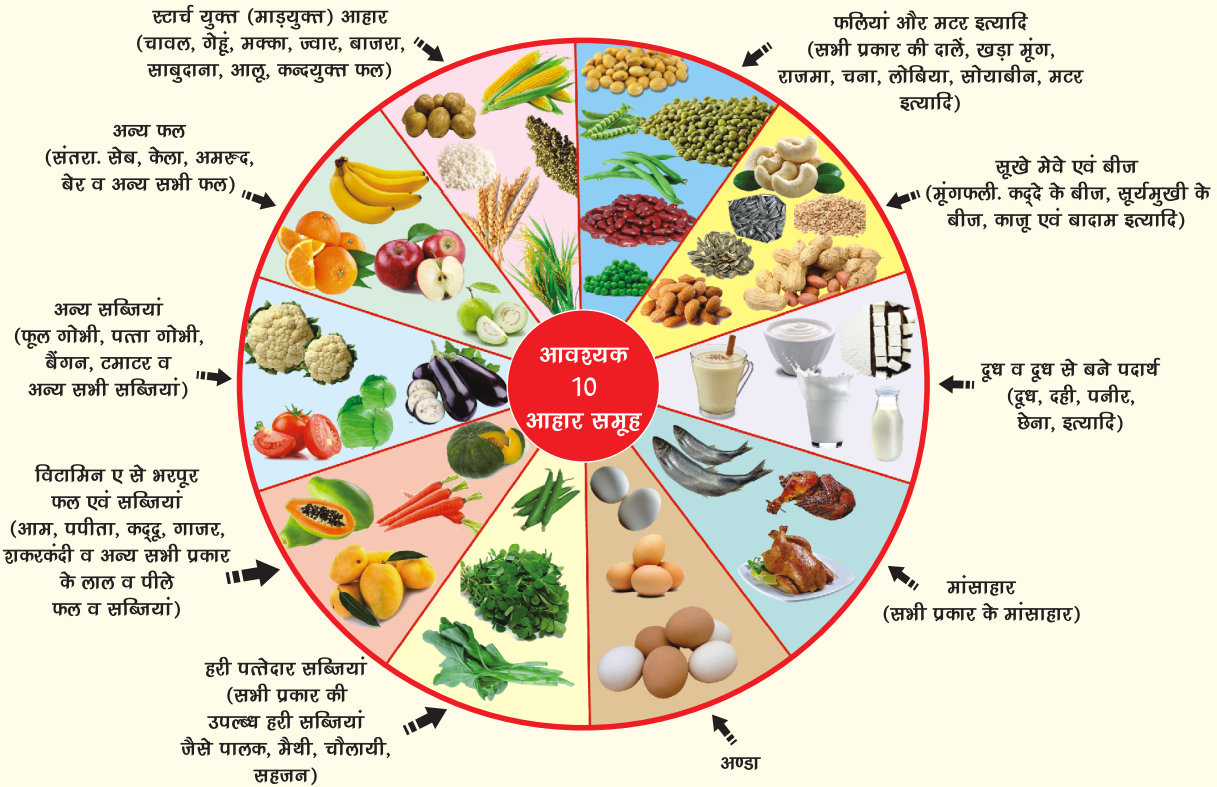 स्टार्च युक्त (माड़युक्त) आहार
(चावल, गेहूं, मक्का, ज्वार, बाजरा,
साबुदाना, आलू, कन्दयुक्त फल)
फलियां और मटर इत्यादि
(सभी प्रकार की दालें, खड़ा मूंग,
राजमा, चना, लोबिया, सोयाबीन, मटर
इत्यादि)
सूखे मेवे एवं बीज
(मूंगफली. कद्दे के बीज, सूर्यमुखी के
बीज, काजू एवं बादाम इत्यादि)
दूध व दूध से बने पदार्थ
(दूध, दही, पनीर,
छेना, इत्यादि)
मांसाहार
(सभी प्रकार के मांसाहार)
अण्डा
हरी पत्तेदार सब्जियां
(सभी प्रकार की
उपल्ब्ध हरी सब्जियां
जैसे पालक, मैथी, चौलायी,
सहजन)
विटामिन ए से भरपूर
फल एवं सब्जियां
(आम, पपीता, कद्दू, गाजर,
शकरकंदी व अन्य सभी प्रकार
के लाल व पीले
फल व सब्जियां)
अन्य सब्जियां
(फूल गोभी, पत्ता गोभी,
बैंगन, टमाटर व
अन्य सभी सब्जियां)
अन्य फल
(संतरा. सेब, केला, अमरूद,
बेर व अन्य सभी फल)
आवश्यक
10
आहार समूह